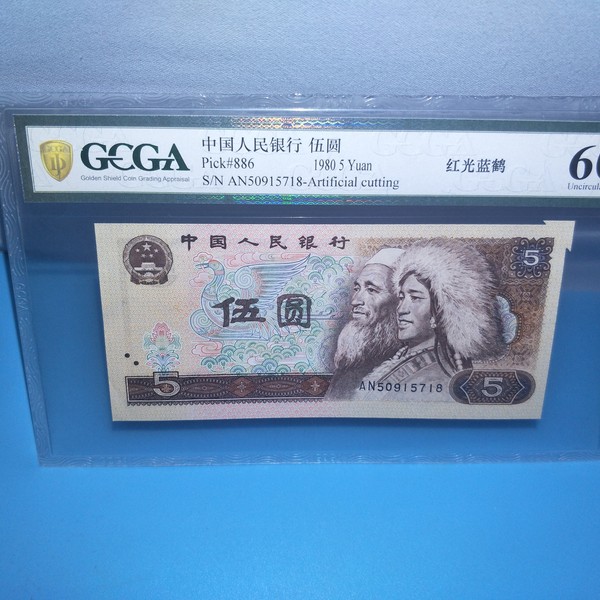 GCGA
Golden Shield Coin Grading Appraisal
中国人民银行 伍圆
Pick#886 1980 5 Yuan
S/N AN50915718-Artificial cutting
红光蓝鹤
中国人民银行
5
伍圆
5
AN50915718
5